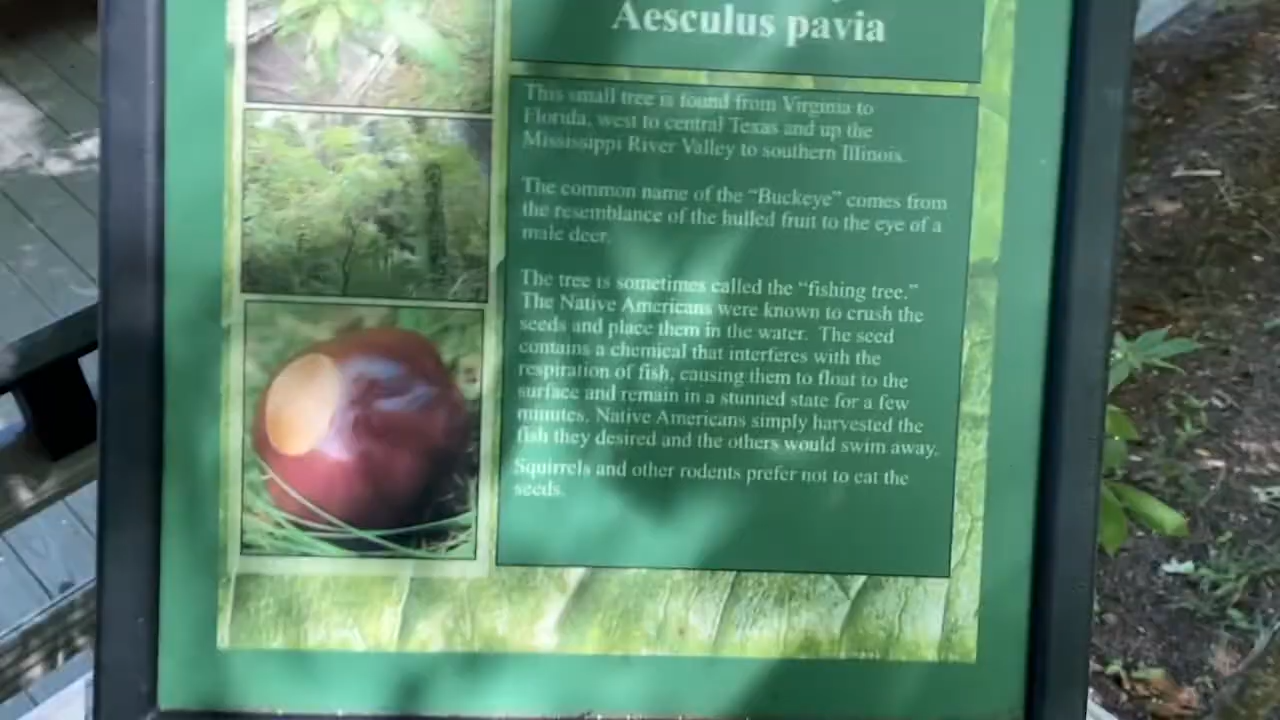 Aesculus pavia
This small tree is found from Virginia to
Florida, west to central Texas and up the
Mississippi River Valley to southern Illinois.
The common name of the “Buckeye” comes from
the resemblance of the hulled fruit to the eye of a
male deer.
The tree is sometimes called the “fishing tree.”
The Native Americans were known to crush the
seeds and place them in the water. The seed
contains a chemical that interferes with the
respiration of fish, causing them to float to the
surface and remain in a stunned state for a few
minutes. Native Americans simply harvested the
fish they desired and the others would swim away.
Squirrels and other rodents prefer not to eat the
seeds.